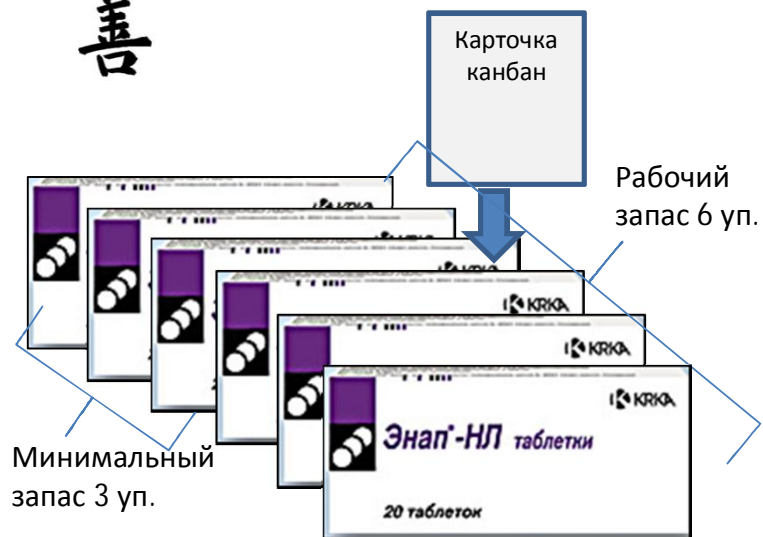 善
Карточка
канбан
Рабочий
запас 6 уп.
KRKA
KRKA
KRKA
Энап®-НЛ таблетки
20 таблеток
Минимальный
запас 3 уп.